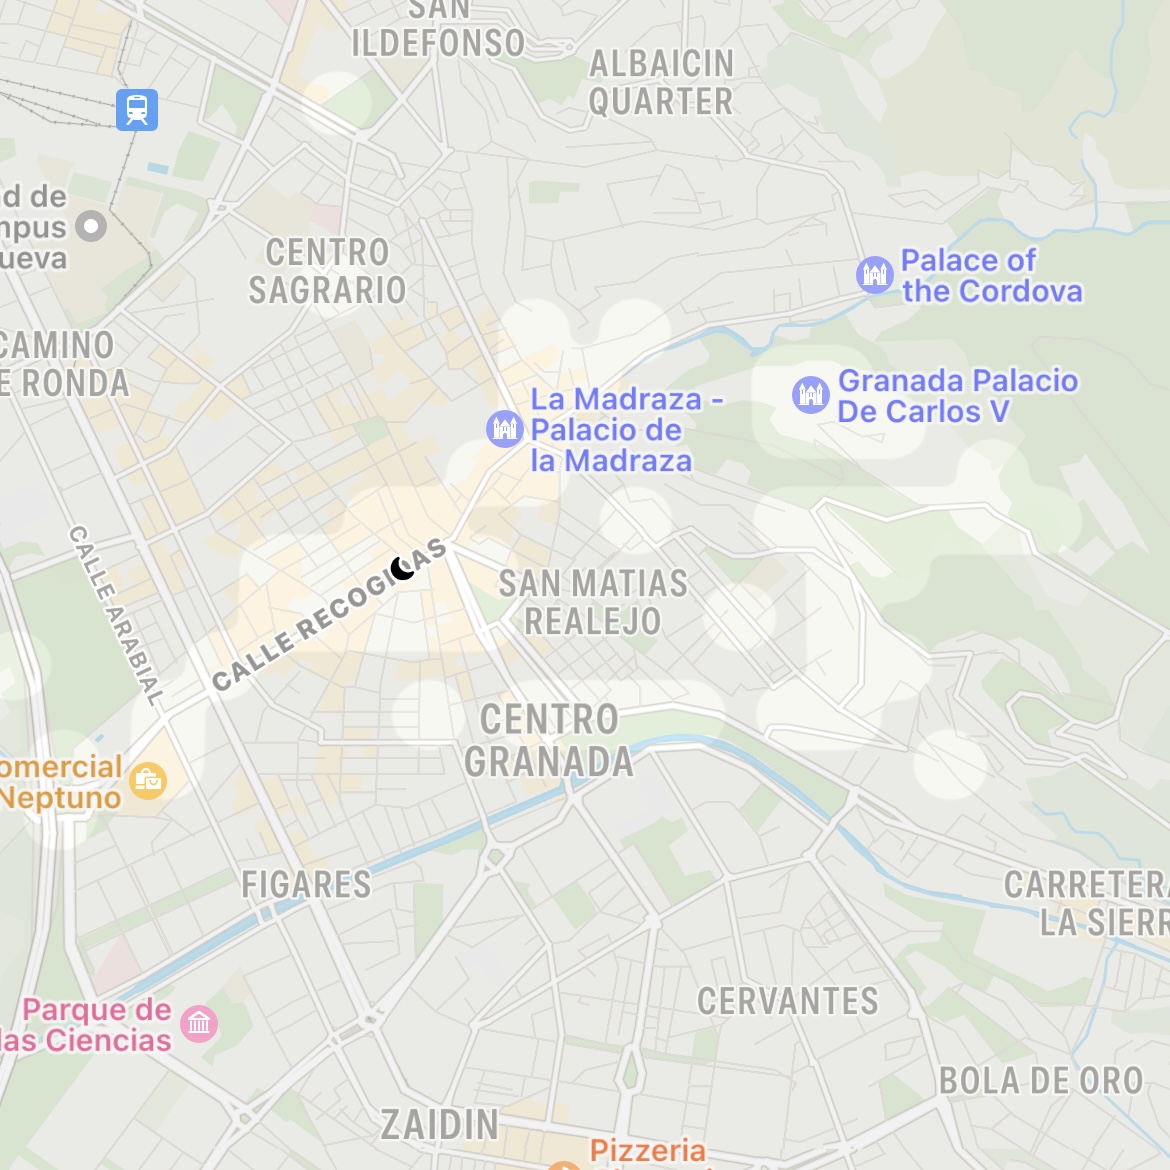 SAN
ILDEFONSO
ALBAICIN
QUARTER
ad de
mpus
ueva
CENTRO
SAGRARIO
Palace of
the Cordova
CAMINO
E RONDA
La Madraza -
Palacio de
la Madraza
Granada Palacio
De Carlos V
CALLE ARABIAL
CALLE RECOGIDAS
SAN MATIAS
REALEJO
CENTRO
GRANADA
omercial
Neptuno
FIGARES
CARRETERA
LA SIERR
Parque de
las Ciencias
CERVANTES
BOLA DE ORO
ZAIDIN
Pizzeria